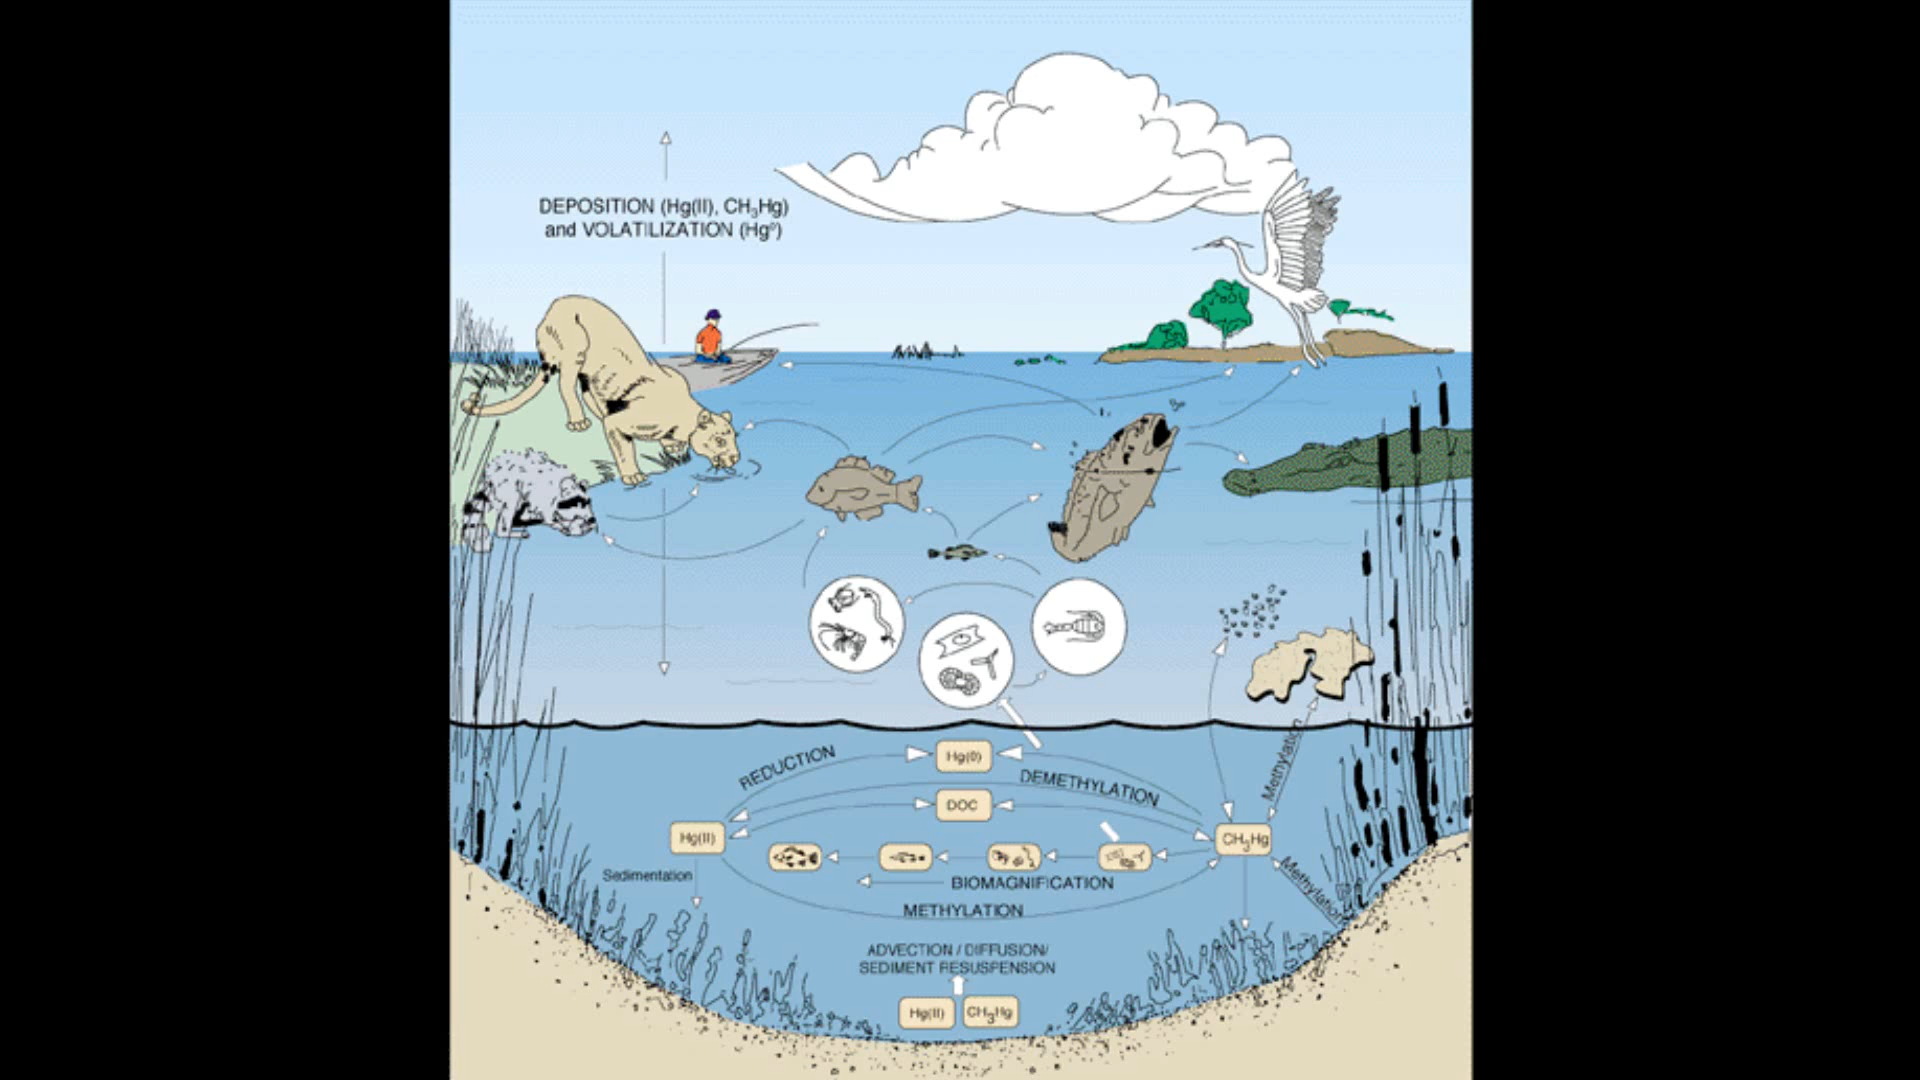 DEPOSITION (Hg(II), CH₃Hg)
and VOLATILIZATION (Hg⁰)
REDUCTION
Hg(0)
DEMETHYLATION
Methylation
DOC
Hg(II)
CH₃Hg
Sedimentation
BIOMAGNIFICATION
Methylation
METHYLATION
ADVECTION / DIFFUSION/
SEDIMENT RESUSPENSION
Hg(II)
CH₃Hg